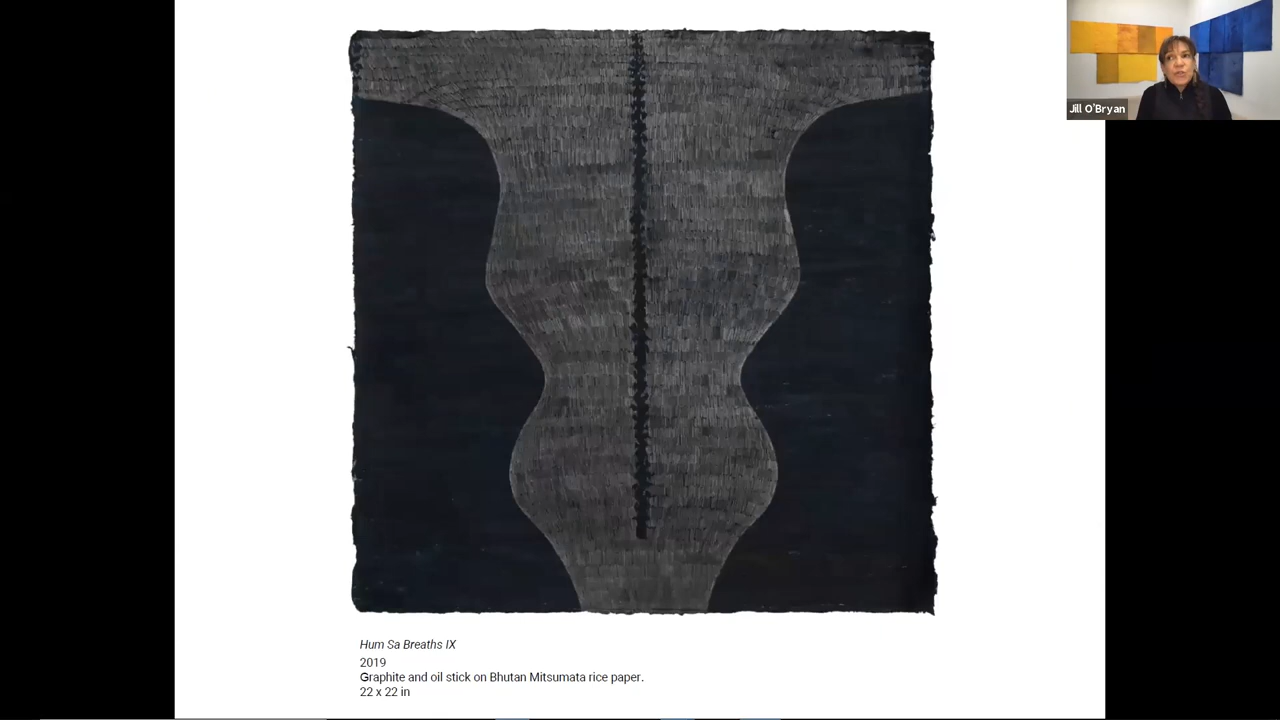 Jill O'Bryan
Hum Sa Breaths IX
2019
Graphite and oil stick on Bhutan Mitsumata rice paper.
22 x 22 in